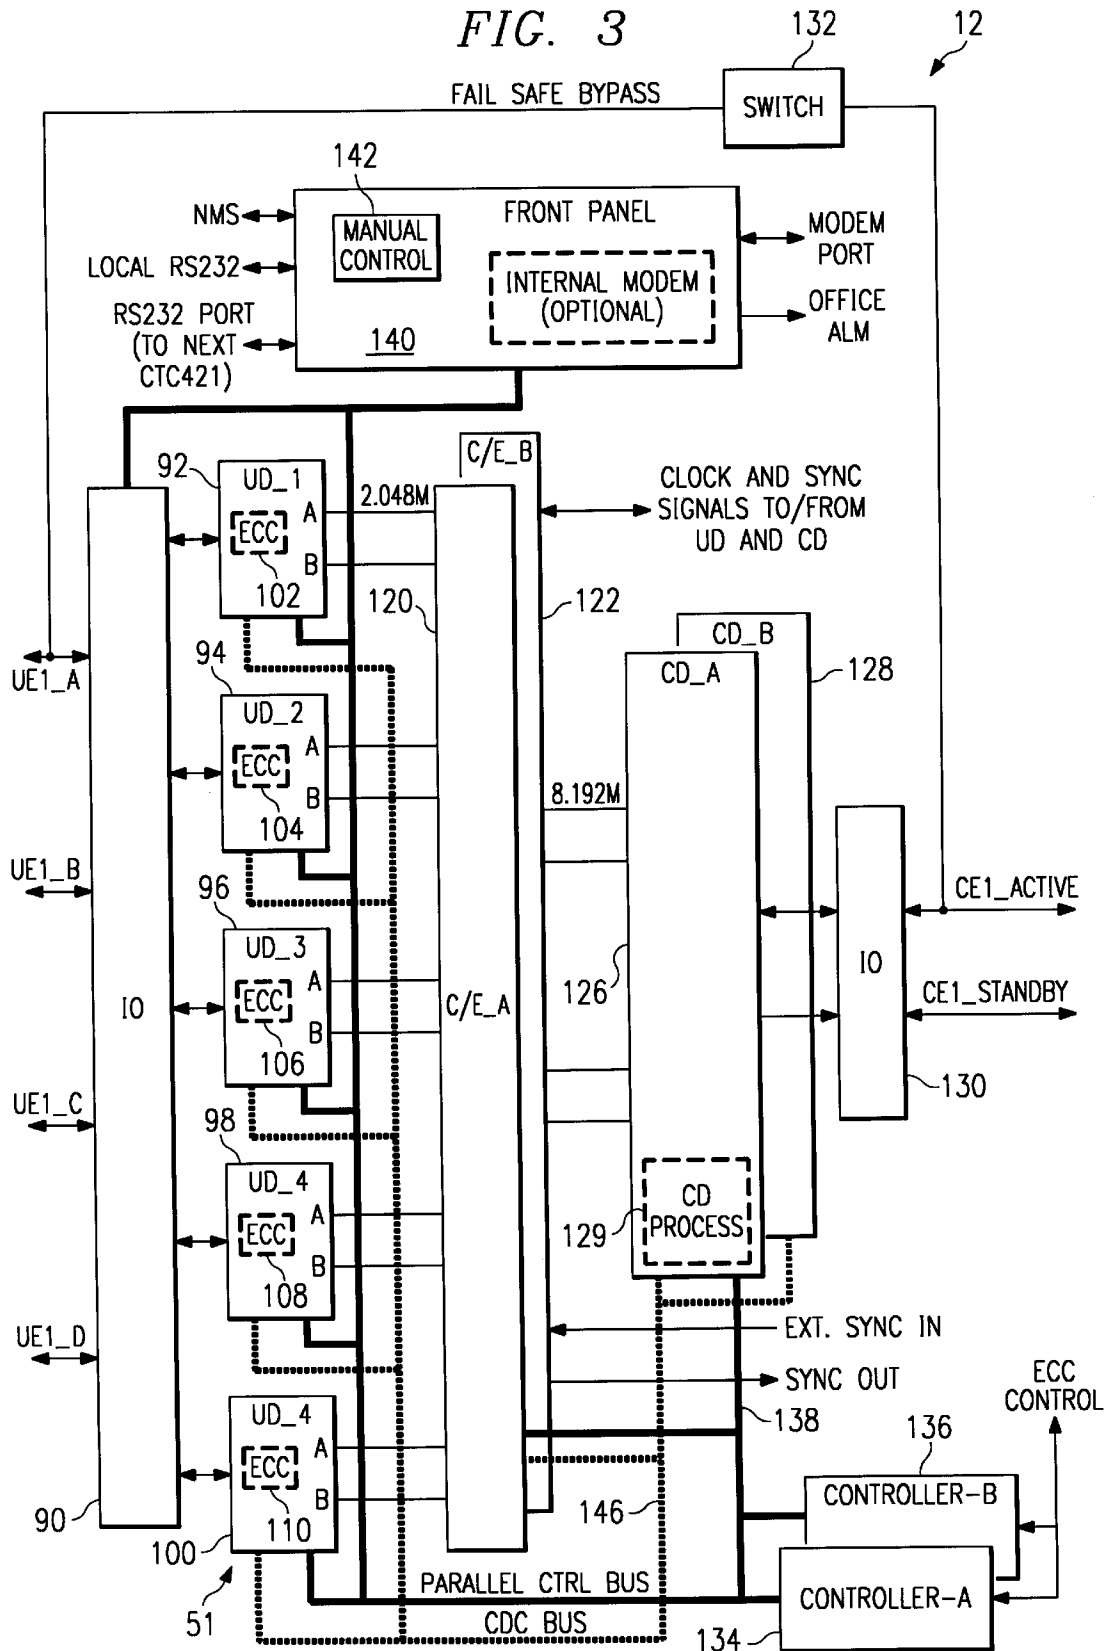 FIG. 3
132
12
FAIL SAFE BYPASS
SWITCH
142
NMS
MANUAL
CONTROL
FRONT PANEL
MODEM
PORT
LOCAL RS232
INTERNAL MODEM
(OPTIONAL)
RS232 PORT
(TO NEXT
CTC421)
140
OFFICE
ALM
C/E_B
92
UD_1
A
2.048M
ECC
B
102
CLOCK AND SYNC
SIGNALS TO/FROM
UD AND CD
120
122
CD_B
UE1_A
94
CD_A
128
UD_2
A
ECC
B
104
8.192M
UE1_B
96
CE1_ACTIVE
UD_3
A
ECC
B
106
IO
C/E_A
126
IO
CE1_STANDBY
130
UE1_C
98
UD_4
A
ECC
B
108
CD
PROCESS
129
UE1_D
EXT. SYNC IN
SYNC OUT
ECC
CONTROL
UD_4
A
ECC
B
110
138
136
CONTROLLER-B
90
100
146
51
PARALLEL CTRL BUS
CDC BUS
CONTROLLER-A
134